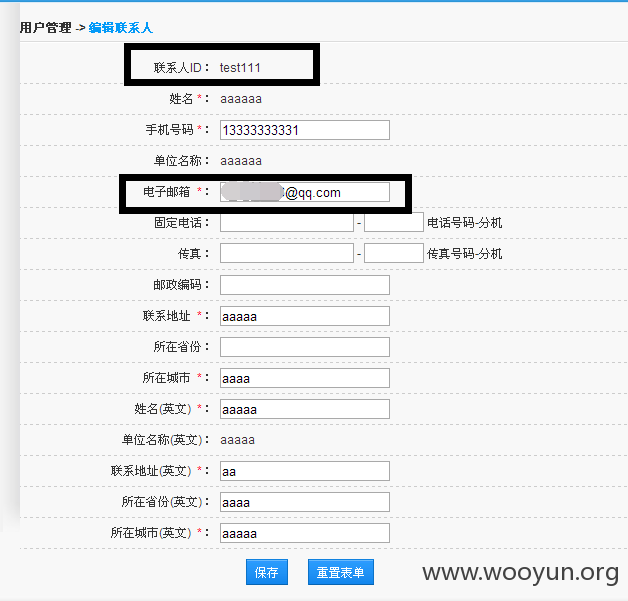 用户管理 -> 编辑联系人
联系人ID： test111
姓名 *： aaaaaa
手机号码 *： 13333333331
单位名称： aaaaaa
电子邮箱 *： @qq.com
固定电话： - 电话号码-分机
传真： - 传真号码-分机
邮政编码：
联系地址 *： aaaaa
所在省份：
所在城市 *： aaaa
姓名(英文) *： aaaaa
单位名称(英文)： aaaaa
联系地址(英文) *： aa
所在省份(英文)： aaaa
所在城市(英文) *： aaaaa
保存 重置表单
www.wooyun.org